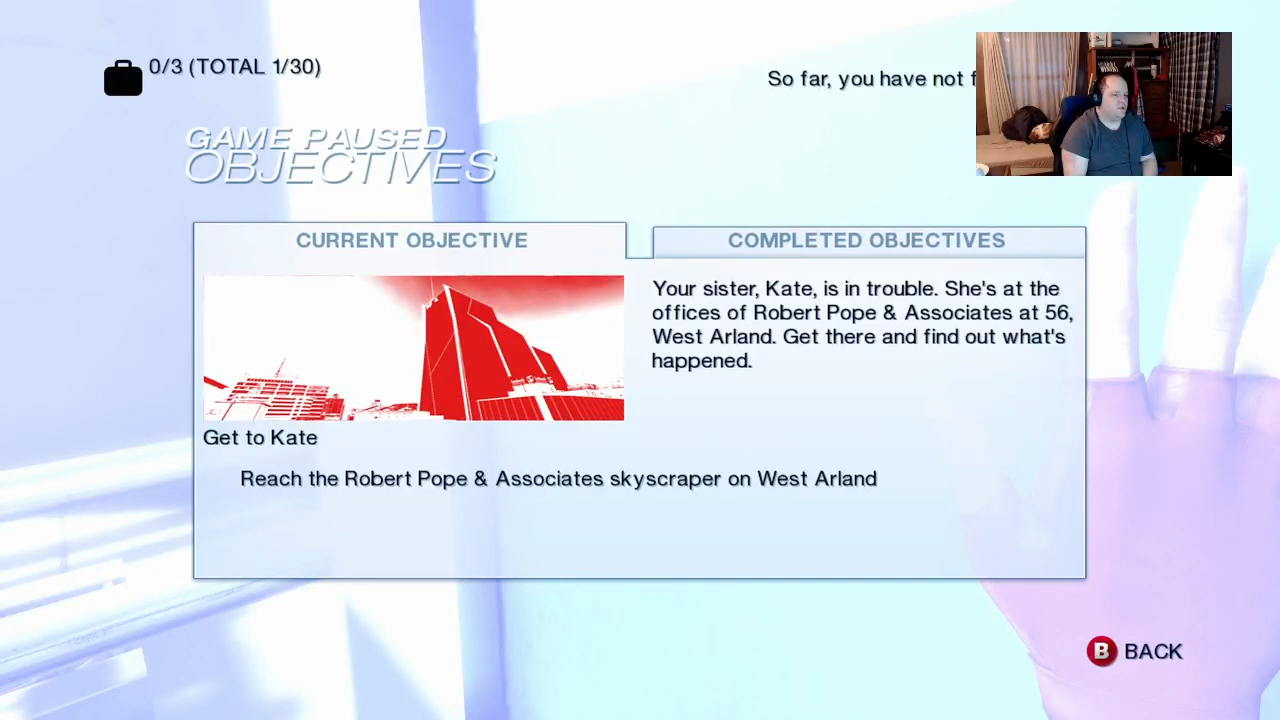 0/3 (TOTAL 1/30)
So far, you have not
GAME PAUSED
OBJECTIVES
CURRENT OBJECTIVE
COMPLETED OBJECTIVES
Your sister, Kate, is in trouble. She's at the
offices of Robert Pope & Associates at 56,
West Arland. Get there and find out what's
happened.
Get to Kate
Reach the Robert Pope & Associates skyscraper on West Arland
B BACK